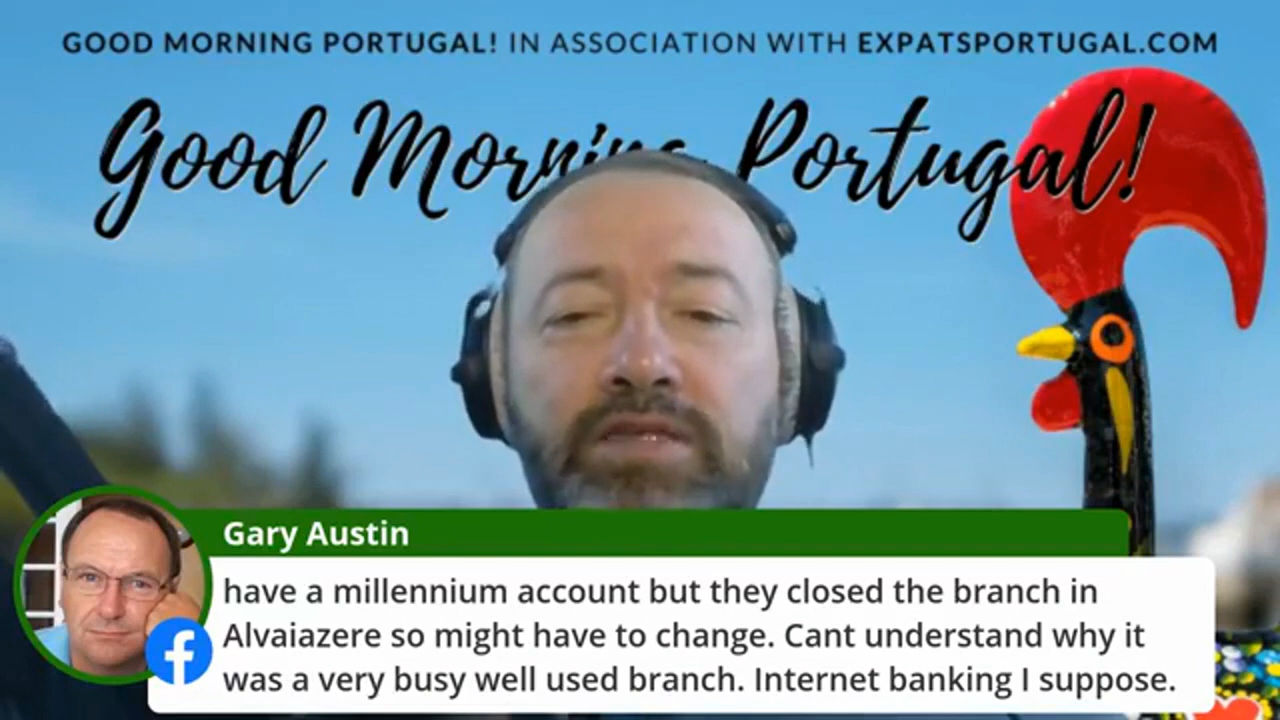 GOOD MORNING PORTUGAL! IN ASSOCIATION WITH EXPATSPORTUGAL.COM
Good Morning Portugal!
Gary Austin
have a millennium account but they closed the branch in
Alvaiazere so might have to change. Cant understand why it
was a very busy well used branch. Internet banking I suppose.